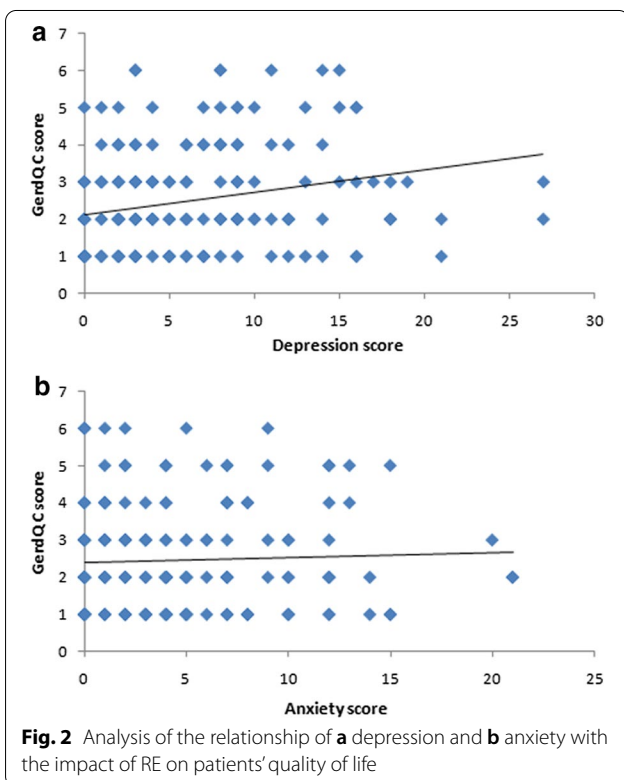 a
7
6
5
4
3
2
1
0
GerdQC score
0 5 10 15 20 25 30
Depression score
b
7
6
5
4
3
2
1
0
GerdQC score
0 5 10 15 20 25
Anxiety score
Fig. 2 Analysis of the relationship of a depression and b anxiety with
the impact of RE on patients' quality of life